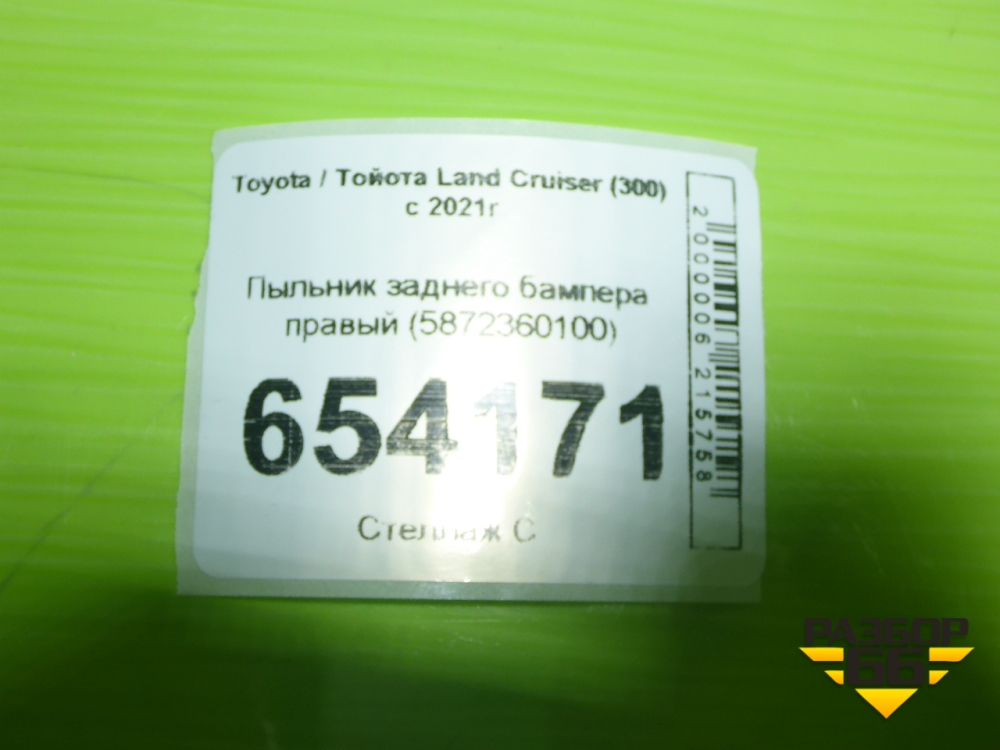 Toyota / Тойота Land Cruiser (300)
с 2021г
Пыльник заднего бампера
правый (5872360100)
654171
Стеллаж С
2000006215758
РАЗБОР
66